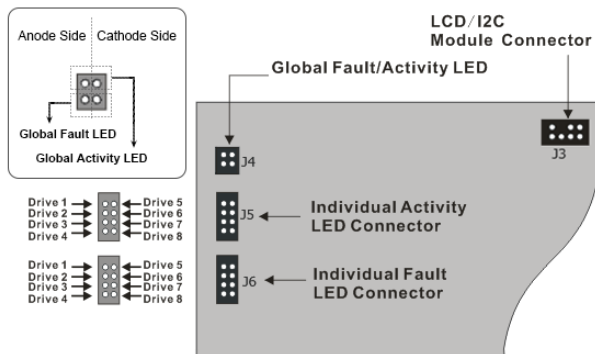 Anode Side
Cathode Side
Global Fault LED
Global Activity LED
LCD/I2C
Module Connector
Global Fault/Activity LED
J3
J4
Drive 1
Drive 2
Drive 3
Drive 4
Drive 5
Drive 6
Drive 7
Drive 8
J5
Individual Activity
LED Connector
Drive 1
Drive 2
Drive 3
Drive 4
Drive 5
Drive 6
Drive 7
Drive 8
J6
Individual Fault
LED Connector